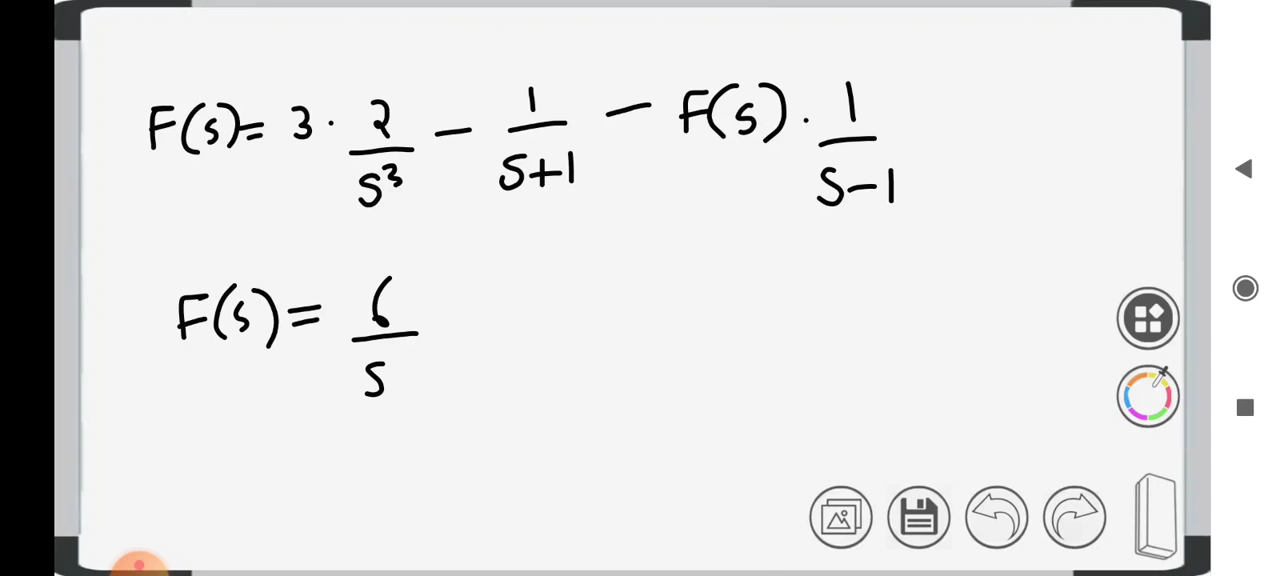 F(s) = 3 · 2/s³ − 1/(s+1) − F(s) · 1/(s−1)
F(s) = 6/s